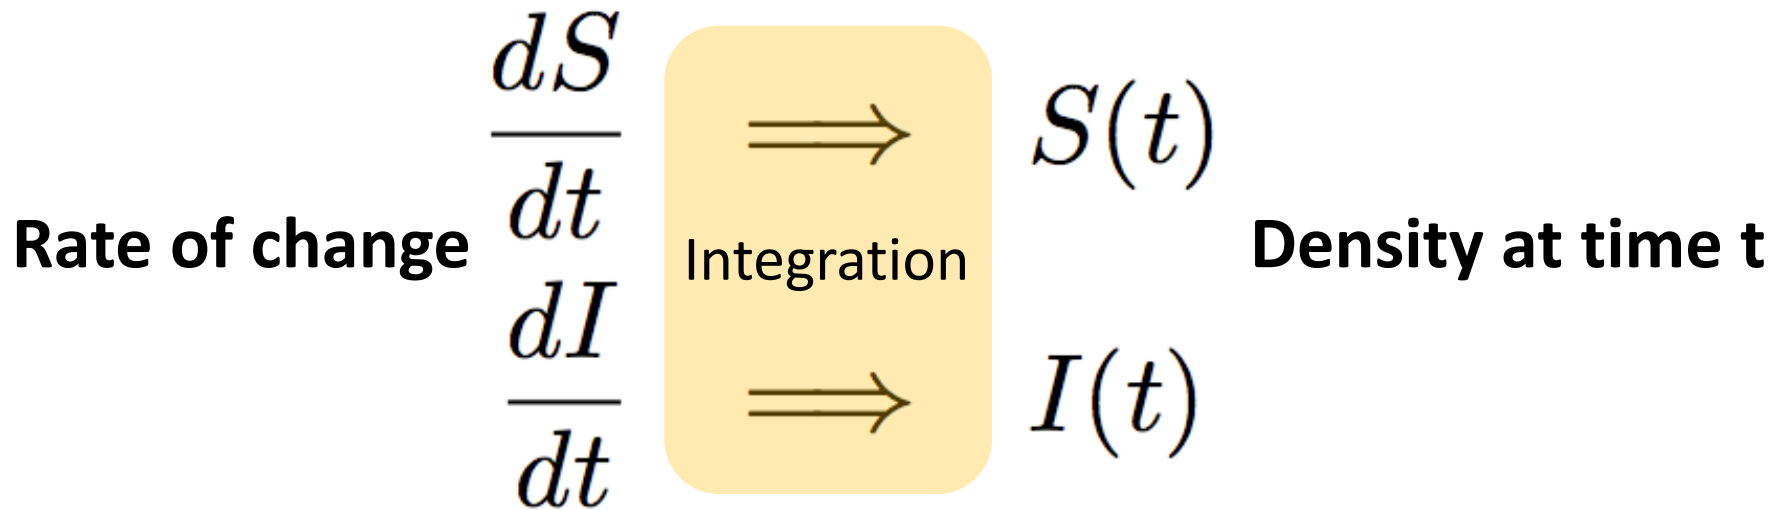 dS
dt
⟹
S(t)
Rate of change
Integration
Density at time t
dI
dt
⟹
I(t)